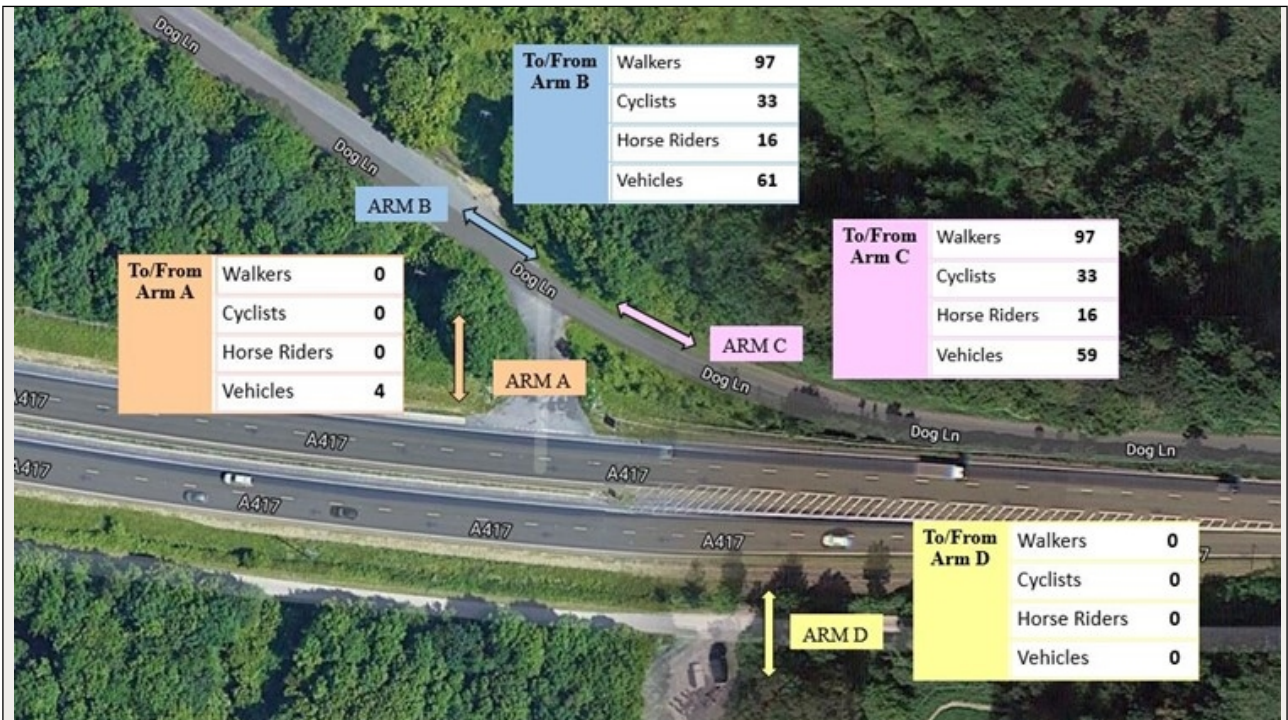 Dog Ln
To/From Arm B
Walkers 97
Cyclists 33
Horse Riders 16
Vehicles 61
Dog Ln
ARM B
To/From Arm C
Walkers 97
Cyclists 33
Horse Riders 16
Vehicles 59
To/From Arm A
Walkers 0
Cyclists 0
Horse Riders 0
Vehicles 4
Dog Ln
ARM C
ARM A
Dog Ln
A417
A417
Dog Ln
Dog Ln
A417
A417
A417
A417
A417
To/From Arm D
Walkers 0
Cyclists 0
Horse Riders 0
Vehicles 0
ARM D